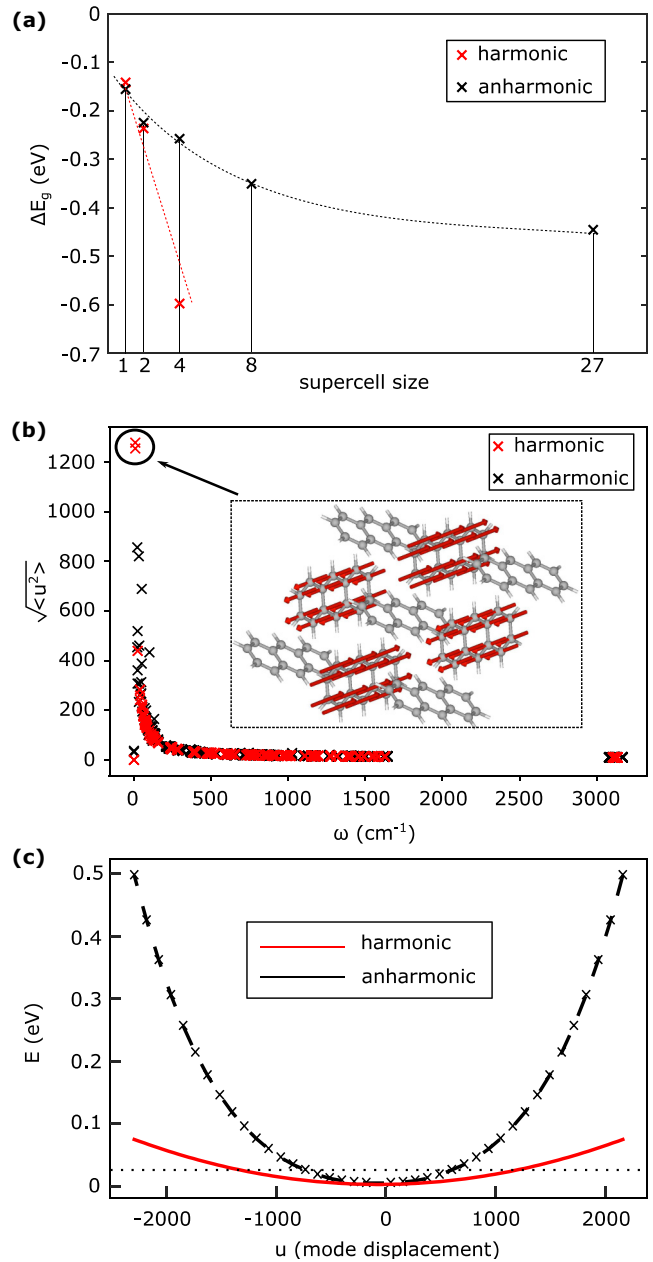 (a)
0
-0.1
-0.2
-0.3
-0.4
-0.5
-0.6
-0.7
ΔE_g (eV)
harmonic
anharmonic
1 2 4 8 27
supercell size
(b)
1200
1000
800
600
400
200
0
√<u²>
harmonic
anharmonic
0 500 1000 1500 2000 2500 3000
ω (cm⁻¹)
(c)
0.5
0.4
0.3
0.2
0.1
0
E (eV)
harmonic
anharmonic
-2000 -1000 0 1000 2000
u (mode displacement)